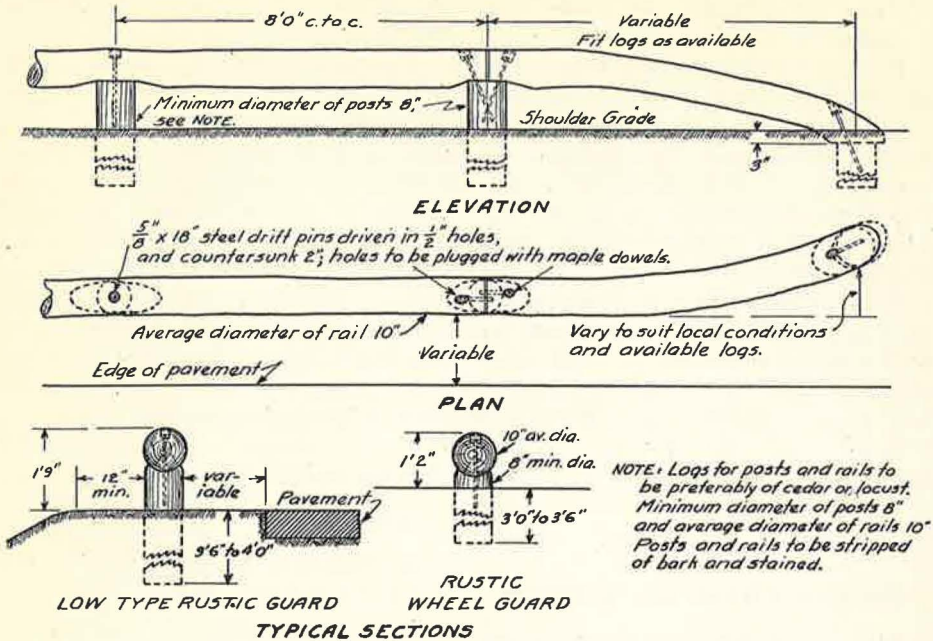 8'0" c. to c.
Variable
Fit logs as available
Minimum diameter of posts 8",
see NOTE.
Shoulder Grade
3"
ELEVATION
5/8" x 18" steel drift pins driven in 1/2" holes,
and countersunk 2"; holes to be plugged with maple dowels.
Average diameter of rail 10"
Variable
Vary to suit local conditions
and available logs.
Edge of pavement
PLAN
1'9"
12"
min.
var-
iable
Pavement
3'6" to 4'0"
LOW TYPE RUSTIC GUARD
1'2"
10" av. dia.
8" min. dia.
3'0" to 3'6"
RUSTIC
WHEEL GUARD
NOTE: Logs for posts and rails to
be preferably of cedar or locust.
Minimum diameter of posts 8"
and average diameter of rails 10"
Posts and rails to be stripped
of bark and stained.
TYPICAL SECTIONS